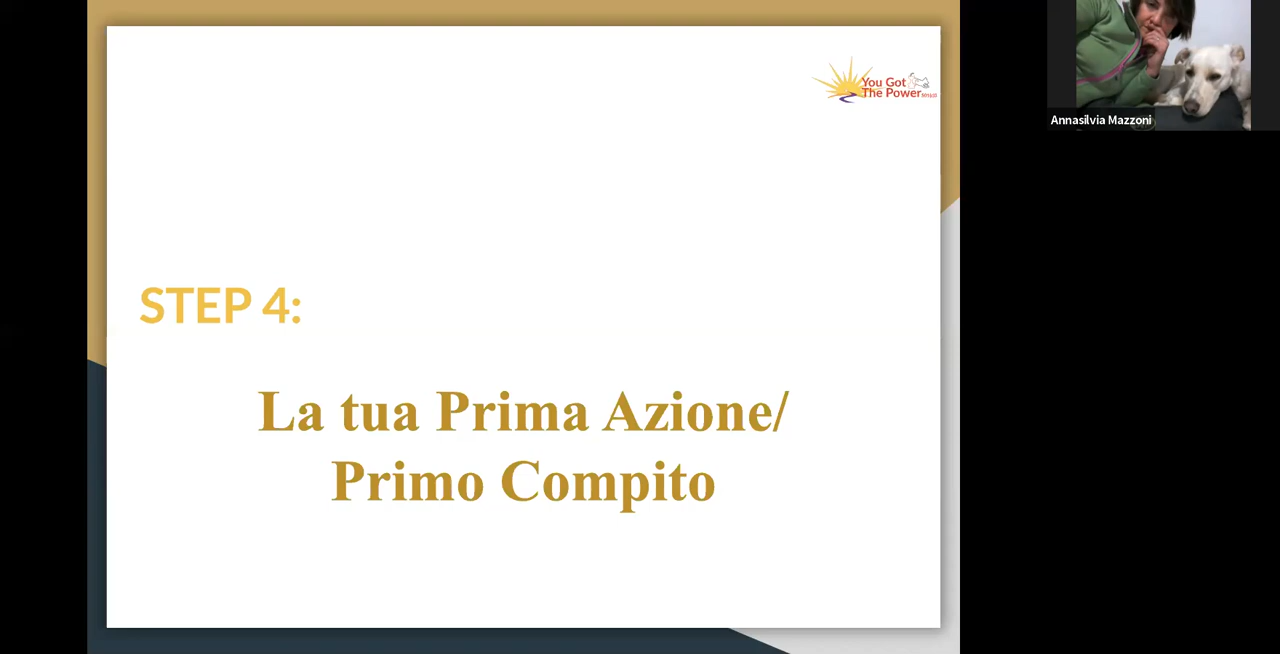 You Got
The Power
STEP 4:
La tua Prima Azione/
Primo Compito
Annasilvia Mazzoni